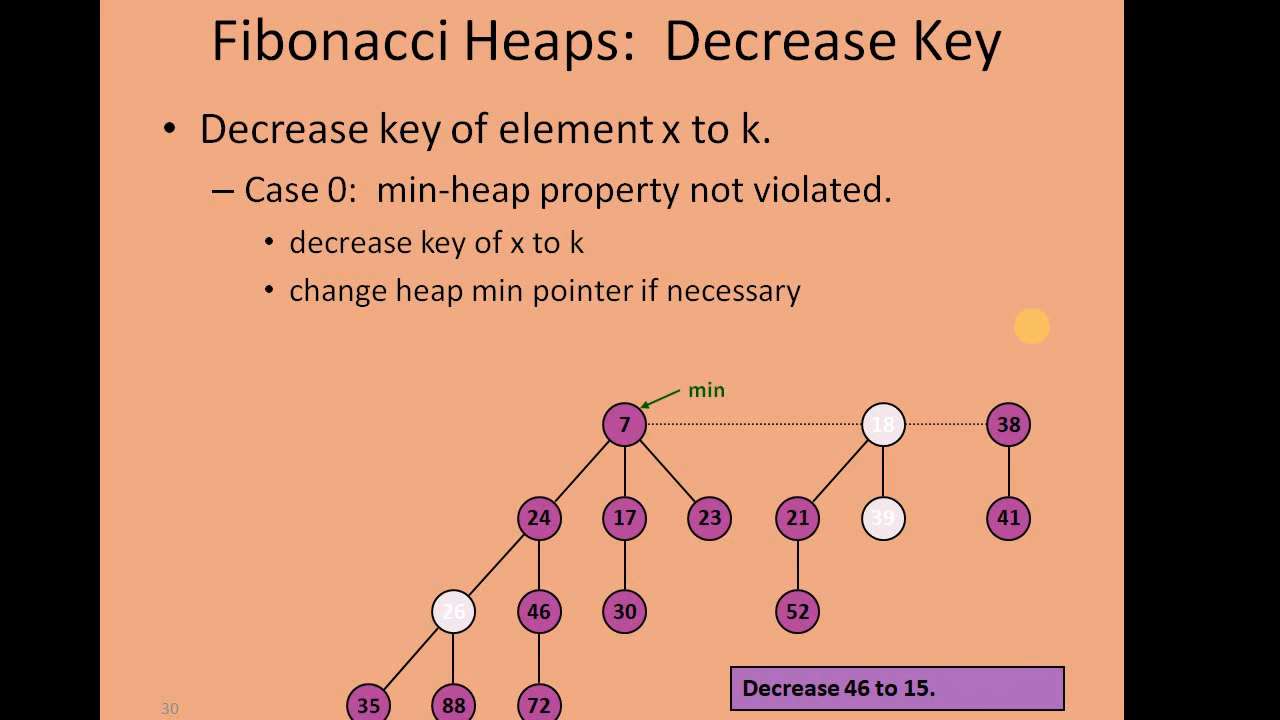 Fibonacci Heaps: Decrease Key
• Decrease key of element x to k.
– Case 0: min-heap property not violated.
• decrease key of x to k
• change heap min pointer if necessary
min
7 18 38
24 17 23 21 39 41
26 46 30 52
35 88 72
Decrease 46 to 15.
30